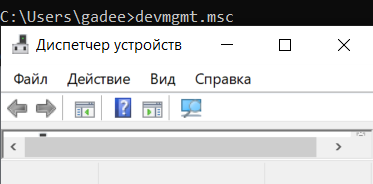 C:\Users\gadee>devmgmt.msc
Диспетчер устройств
Файл Действие Вид Справка